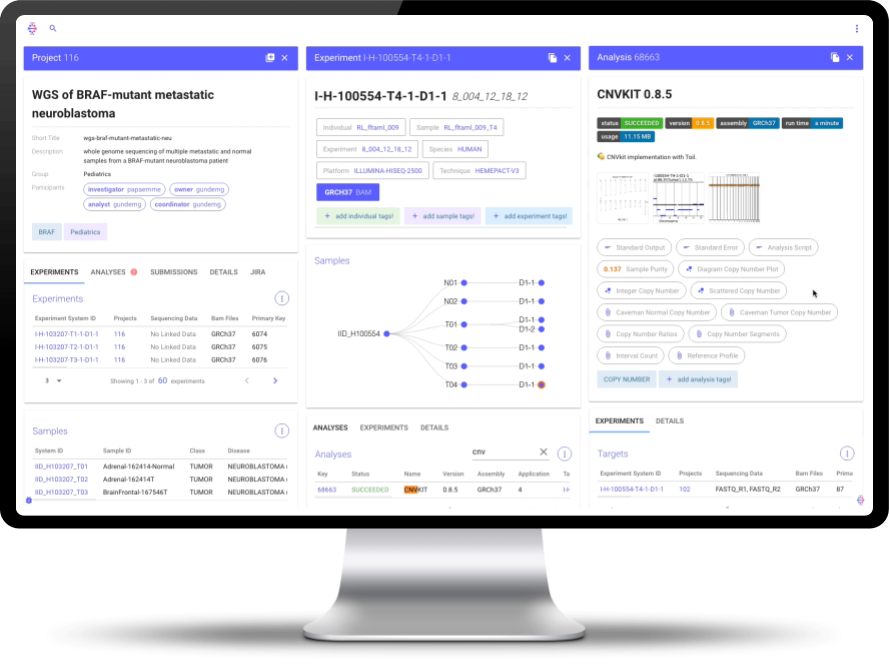 Project 116
WGS of BRAF-mutant metastatic
neuroblastoma
Short Title wgs-braf-mutant-metastatic-neu
Description whole genome sequencing of multiple metastatic and normal
samples from a BRAF-mutant neuroblastoma patient
Group Pediatrics
Participants investigator papaemme owner gundemg
analyst gundemg coordinator gundemg
BRAF Pediatrics
EXPERIMENTS ANALYSES SUBMISSIONS DETAILS JIRA
Experiments
Experiment System ID Projects Sequencing Data Bam Files Primary Key
I-H-103207-T1-1-D1-1 116 No Linked Data GRCh37 6074
I-H-103207-T2-1-D1-1 116 No Linked Data GRCh37 6075
I-H-103207-T3-1-D1-1 116 No Linked Data GRCh37 6076
3 Showing 1 - 3 of 60 experiments
Samples
System ID Sample ID Class Disease
IID_H103207_T01 Adrenal-162414-Normal TUMOR NEUROBLASTOMA
IID_H103207_T02 Adrenal-162414T TUMOR NEUROBLASTOMA
IID_H103207_T03 BrainFrontal-167546T TUMOR NEUROBLASTOMA
Experiment I-H-100554-T4-1-D1-1
I-H-100554-T4-1-D1-1 8_004_12_18_12
Individual RL_fltaml_009 Sample RL_fltaml_009_T4
Experiment 8_004_12_18_12 Species HUMAN
Platform ILLUMINA-HISEQ-2500 Technique HEMEPACT-V3
GRCH37 BAM
+ add individual tags! + add sample tags! + add experiment tags!
Samples
N01 D1-1
N02 D1-1
D1-1
T01
D1-2
IID_H100554
T02 D1-1
T03 D1-1
T04 D1-1
ANALYSES EXPERIMENTS DETAILS
Analyses cnv
Key Status Name Version Assembly Application Ta
68663 SUCCEEDED CNVKIT 0.8.5 GRCh37 4 I-H
Analysis 68663
CNVKIT 0.8.5
status SUCCEEDED version 0.8.5 assembly GRCh37 run time a minute
usage 11.15 MB
CNVkit implementation with Toil.
Standard Output Standard Error Analysis Script
0.137 Sample Purity Diagram Copy Number Plot
Integer Copy Number Scattered Copy Number
Caveman Normal Copy Number Caveman Tumor Copy Number
Copy Number Ratios Copy Number Segments
Interval Count Reference Profile
COPY NUMBER + add analysis tags!
EXPERIMENTS DETAILS
Targets
Experiment System ID Projects Sequencing Data Bam Files Prima
I-H-100554-T4-1-D1-1 102 FASTQ_R1, FASTQ_R2 GRCh37 87